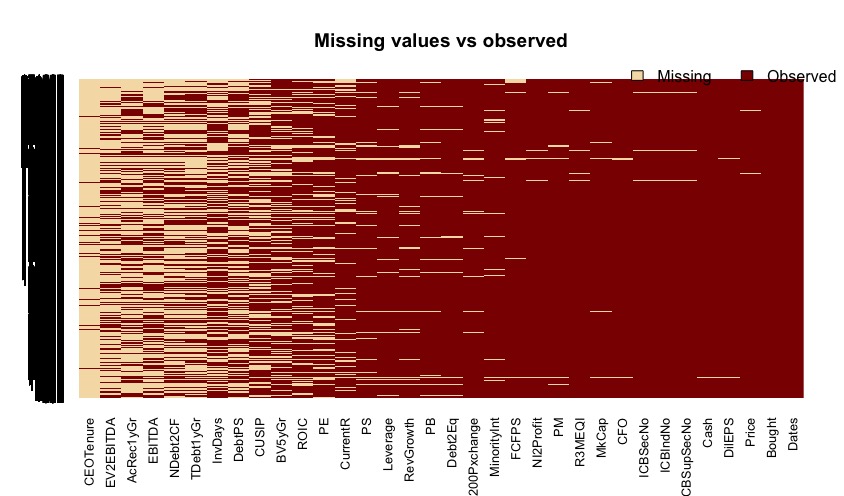 Missing values vs observed
Missing
Observed
CEOTenure
EV2EBITDA
AcRec1yGr
EBITDA
NDebt2CF
TDebt1yGr
InvDays
DebtPS
CUSIP
BV5yGr
ROIC
PE
CurrentR
PS
Leverage
RevGrowth
PB
Debt2Eq
200Pxchange
MinorityInt
FCFPS
NI2Profit
PM
R3MEQI
MkCap
CFO
ICBSecNo
ICBIndNo
CBSupSecNo
Cash
DilEPS
Price
Bought
Dates